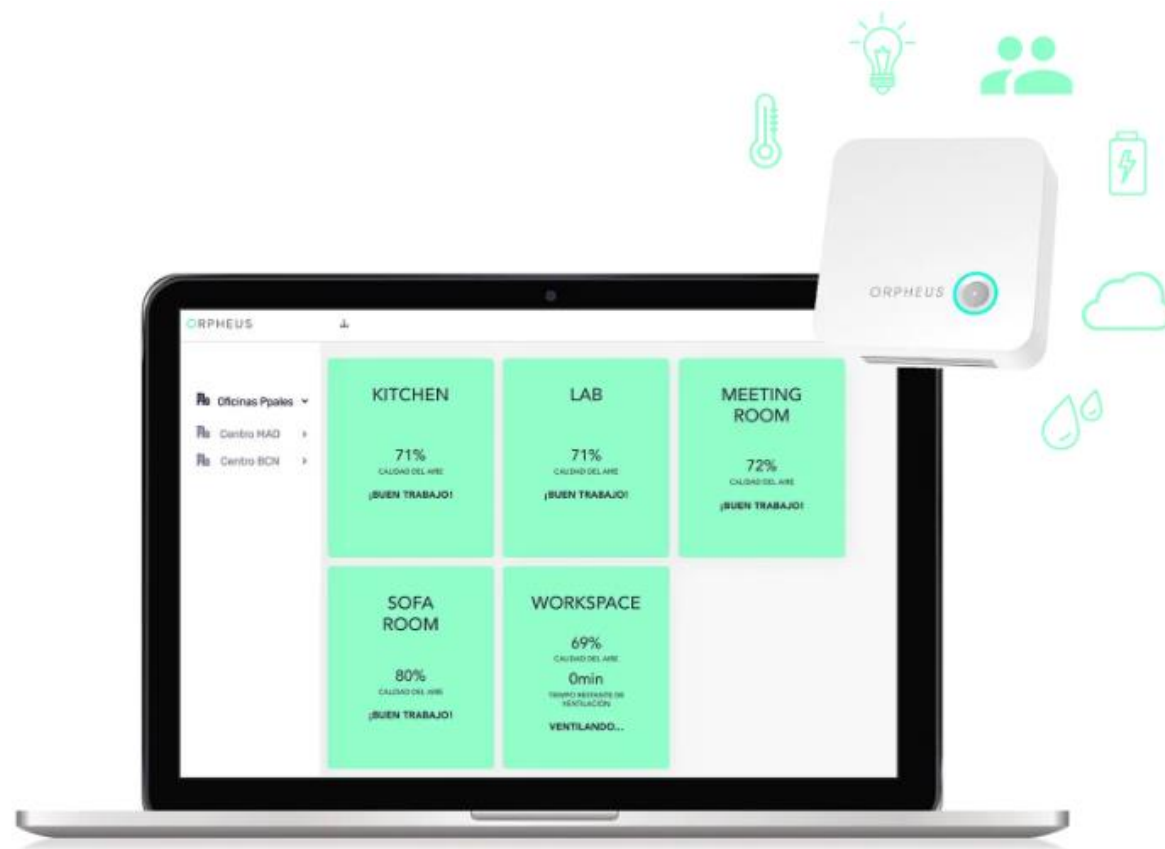 ORPHEUS
ORPHEUS
Oficinas Ppales
Centro MAD
Centro BCN
KITCHEN
71%
CALIDAD DEL AIRE
¡BUEN TRABAJO!
LAB
71%
CALIDAD DEL AIRE
¡BUEN TRABAJO!
MEETING
ROOM
72%
CALIDAD DEL AIRE
¡BUEN TRABAJO!
SOFA
ROOM
80%
CALIDAD DEL AIRE
¡BUEN TRABAJO!
WORKSPACE
69%
CALIDAD DEL AIRE
0min
TIEMPO RESTANTE DE
VENTILACIÓN
VENTILANDO...